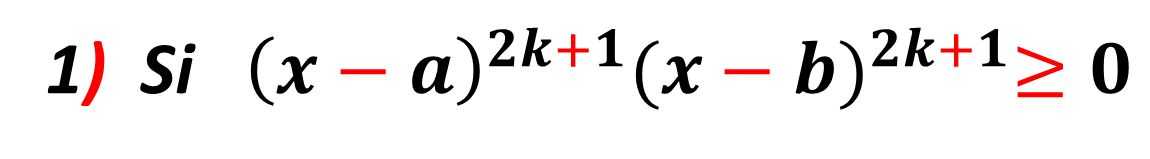 1) Si (x − a)^{2k+1}(x − b)^{2k+1} ≥ 0